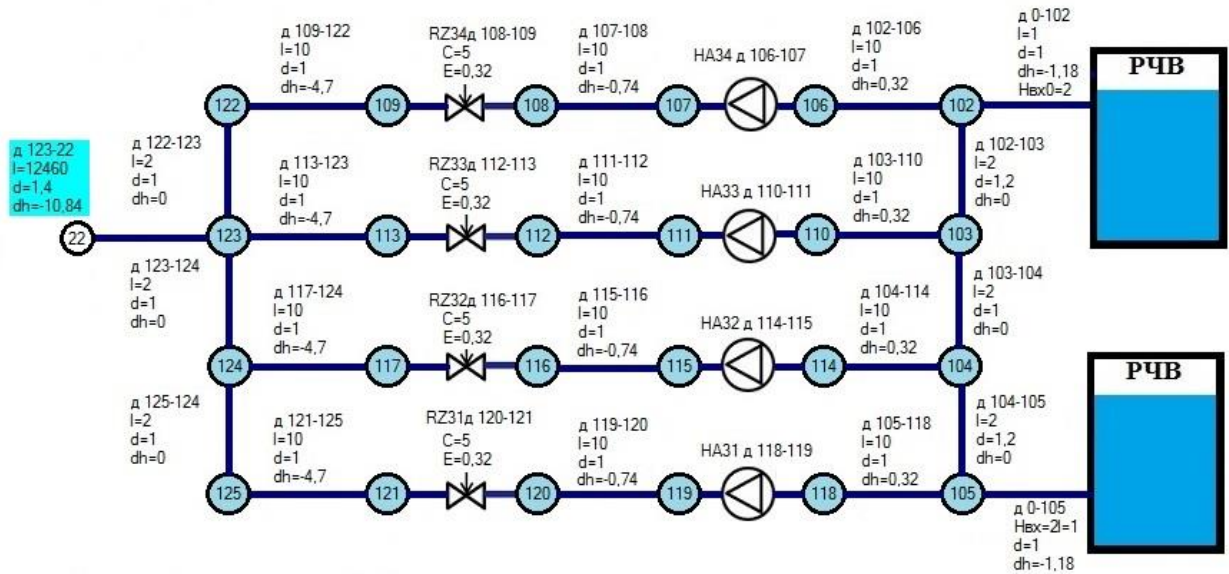 д 109-122
l=10
d=1
dh=-4,7
RZ34д 108-109
C=5
E=0,32
д 107-108
l=10
d=1
dh=-0,74
НА34 д 106-107
д 102-106
l=10
d=1
dh=0,32
д 0-102
l=1
d=1
dh=-1,18
Hвх0=2
РЧВ
122
109
108
107
106
102
д 123-22
l=12460
d=1,4
dh=-10,84
д 122-123
l=2
d=1
dh=0
д 113-123
l=10
d=1
dh=-4,7
RZ33д 112-113
C=5
E=0,32
д 111-112
l=10
d=1
dh=-0,74
НА33 д 110-111
д 103-110
l=10
d=1
dh=0,32
д 102-103
l=2
d=1,2
dh=0
22
123
113
112
111
110
103
д 123-124
l=2
d=1
dh=0
д 117-124
l=10
d=1
dh=-4,7
RZ32д 116-117
C=5
E=0,32
д 115-116
l=10
d=1
dh=-0,74
НА32 д 114-115
д 104-114
l=10
d=1
dh=0,32
д 103-104
l=2
d=1
dh=0
РЧВ
124
117
116
115
114
104
д 125-124
l=2
d=1
dh=0
д 121-125
l=10
d=1
dh=-4,7
RZ31д 120-121
C=5
E=0,32
д 119-120
l=10
d=1
dh=-0,74
НА31 д 118-119
д 105-118
l=10
d=1
dh=0,32
д 104-105
l=2
d=1,2
dh=0
125
121
120
119
118
105
д 0-105
Hвх=2l=1
d=1
dh=-1,18